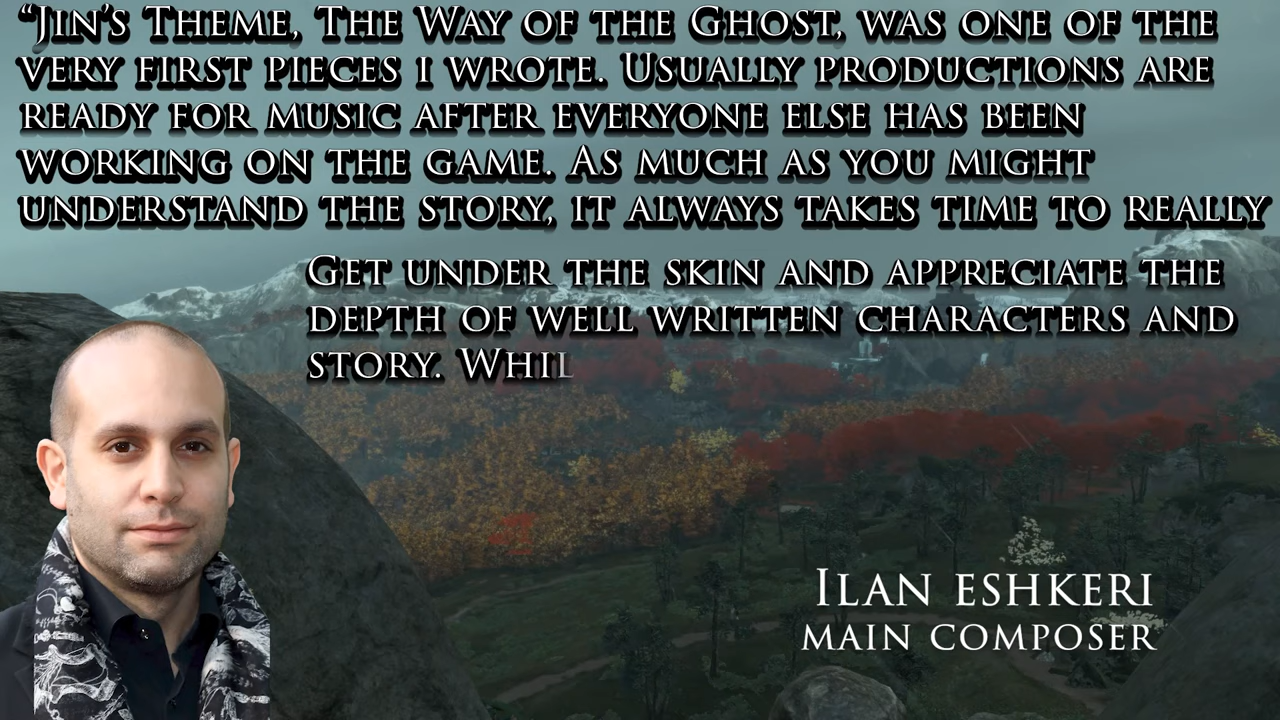 “Jin’s Theme, The Way of the Ghost, was one of the
very first pieces I wrote. Usually productions are
ready for music after everyone else has been
working on the game. As much as you might
understand the story, it always takes time to really
Get under the skin and appreciate the
depth of well written characters and
story. Whil
Ilan eshkeri
main composer